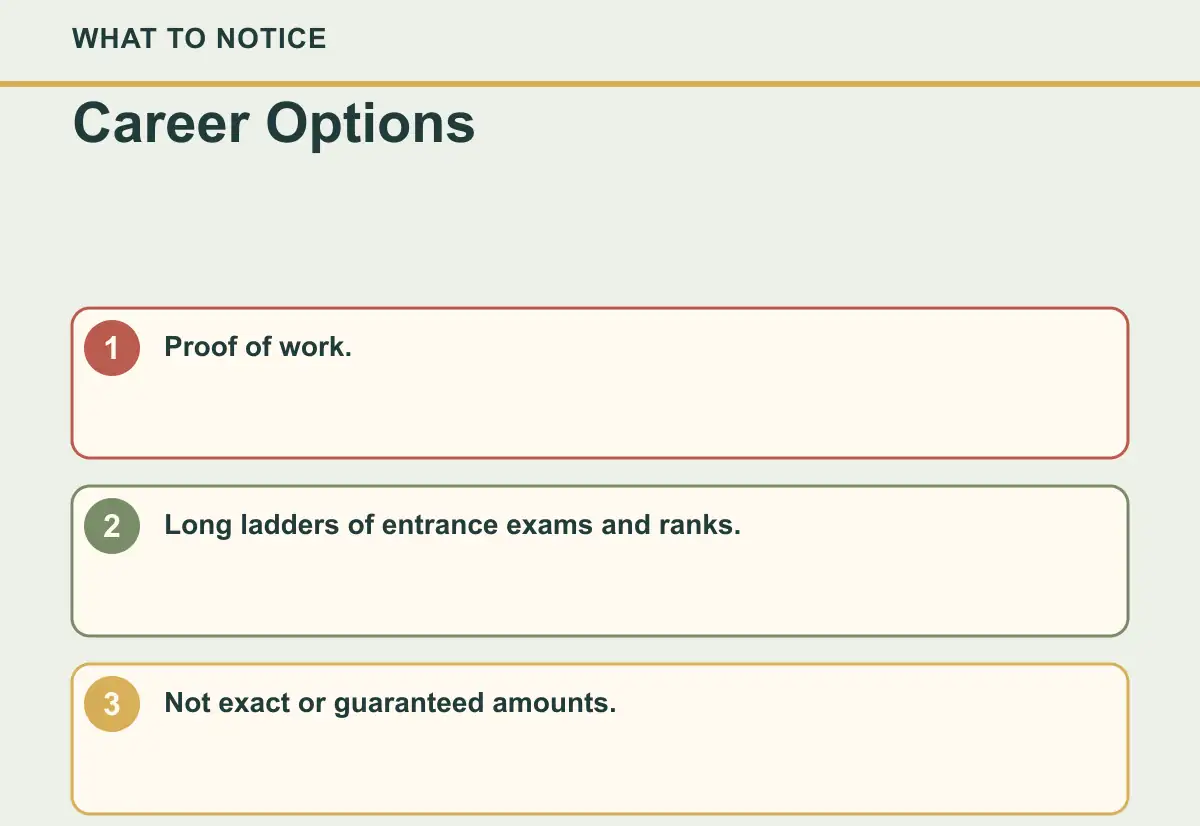 WHAT TO NOTICE
Career Options
1 Proof of work.
2 Long ladders of entrance exams and ranks.
3 Not exact or guaranteed amounts.